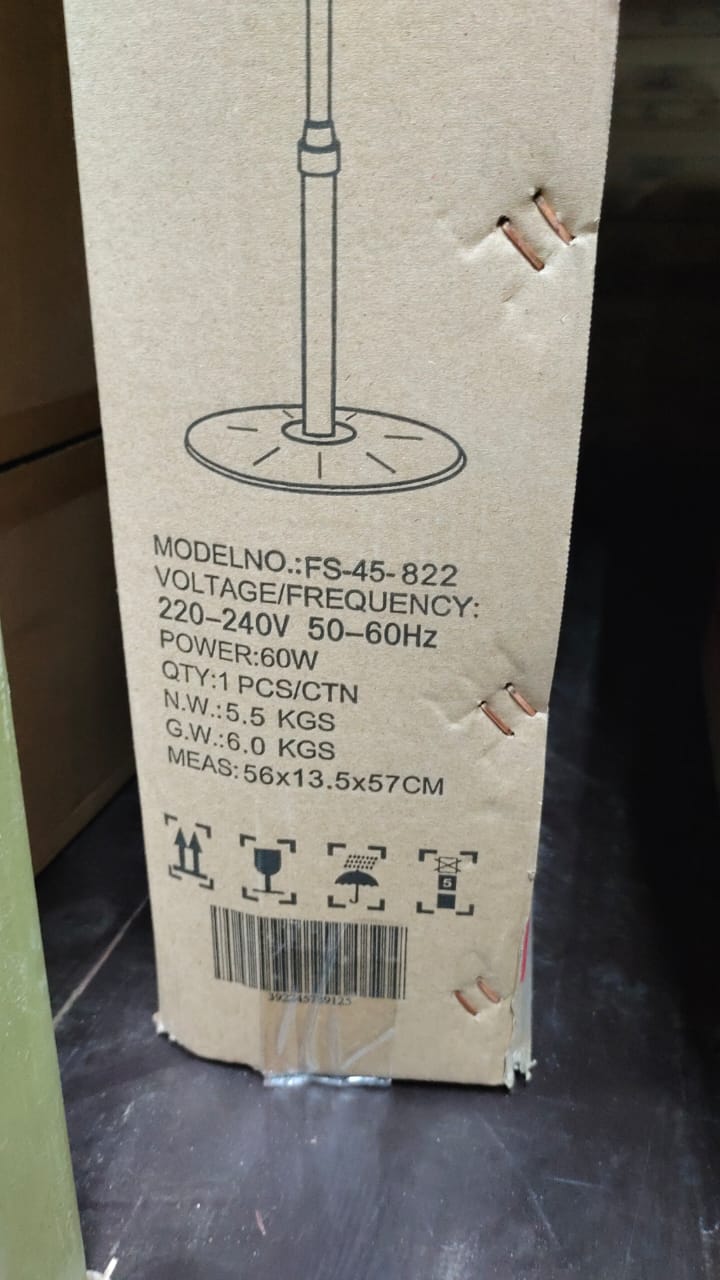 MODELNO.:FS-45-822
VOLTAGE/FREQUENCY:
220–240V 50–60Hz
POWER:60W
QTY:1 PCS/CTN
N.W.:5.5 KGS
G.W.:6.0 KGS
MEAS:56x13.5x57CM
5